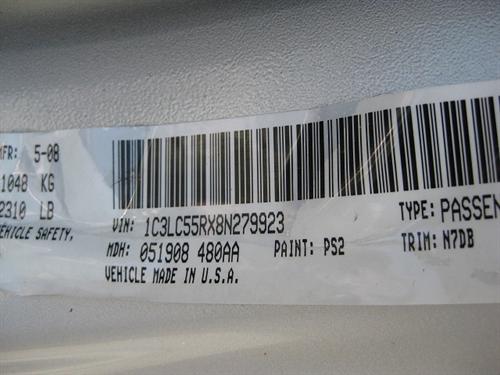 MFR: 5-08
1048 KG
2310 LB
VEHICLE SAFETY,
VIN: 1C3LC55RX8N279923
TYPE: PASSEN
MDH: 051908 480AA
PAINT: PS2
TRIM: N7DB
VEHICLE MADE IN U.S.A.